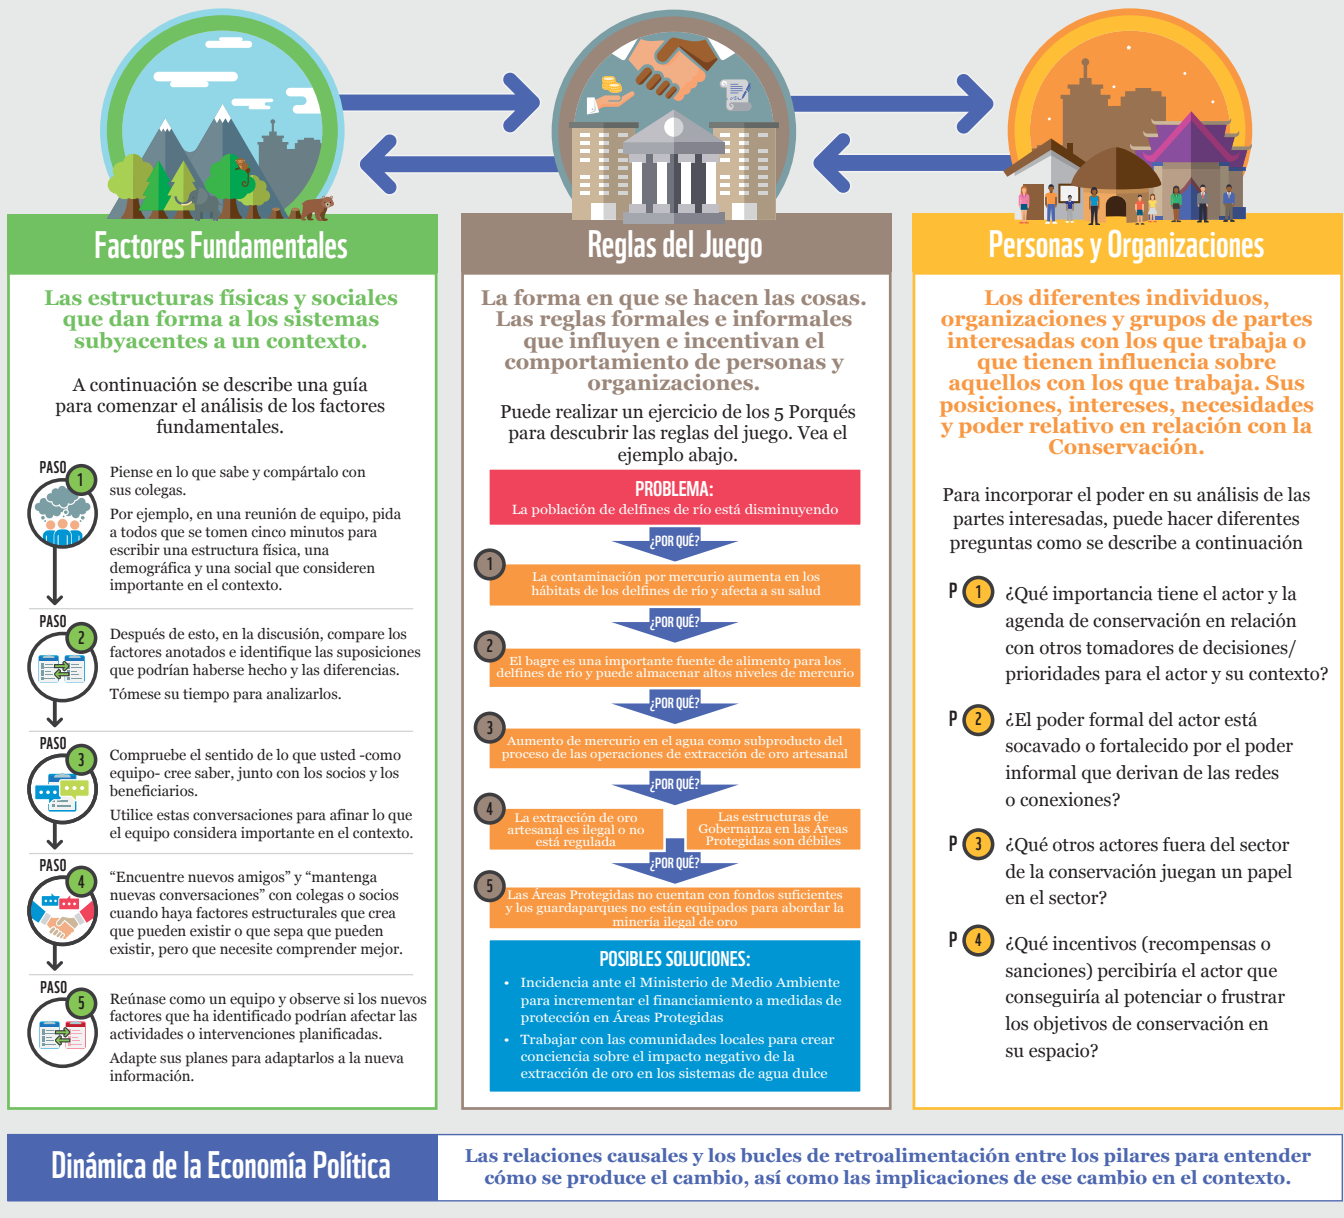 Factores Fundamentales
Las estructuras físicas y sociales
que dan forma a los sistemas
subyacentes a un contexto.
A continuación se describe una guía
para comenzar el análisis de los factores
fundamentales.
PASO
1
Piense en lo que sabe y compártalo con
sus colegas.
Por ejemplo, en una reunión de equipo, pida
a todos que se tomen cinco minutos para
escribir una estructura física, una
demográfica y una social que consideren
importante en el contexto.
PASO
2
Después de esto, en la discusión, compare los
factores anotados e identifique las suposiciones
que podrían haberse hecho y las diferencias.
Tómese su tiempo para analizarlos.
PASO
3
Compruebe el sentido de lo que usted -como
equipo- cree saber, junto con los socios y los
beneficiarios.
Utilice estas conversaciones para afinar lo que
el equipo considera importante en el contexto.
PASO
4
“Encuentre nuevos amigos” y “mantenga
nuevas conversaciones” con colegas o socios
cuando haya factores estructurales que crea
que pueden existir o que sepa que pueden
existir, pero que necesite comprender mejor.
PASO
5
Reúnase como un equipo y observe si los nuevos
factores que ha identificado podrían afectar las
actividades o intervenciones planificadas.
Adapte sus planes para adaptarlos a la nueva
información.
Reglas del Juego
La forma en que se hacen las cosas.
Las reglas formales e informales
que influyen e incentivan el
comportamiento de personas y
organizaciones.
Puede realizar un ejercicio de los 5 Porqués
para descubrir las reglas del juego. Vea el
ejemplo abajo.
PROBLEMA:
La población de delfines de río está disminuyendo
¿POR QUÉ?
1
La contaminación por mercurio aumenta en los
hábitats de los delfines de río y afecta a su salud
¿POR QUÉ?
2
El bagre es una importante fuente de alimento para los
delfines de río y puede almacenar altos niveles de mercurio
¿POR QUÉ?
3
Aumento de mercurio en el agua como subproducto del
proceso de las operaciones de extracción de oro artesanal
¿POR QUÉ?
4
La extracción de oro
artesanal es ilegal o no
está regulada
Las estructuras de
Gobernanza en las Áreas
Protegidas son débiles
¿POR QUÉ?
5
Las Áreas Protegidas no cuentan con fondos suficientes
y los guardaparques no están equipados para abordar la
minería ilegal de oro
POSIBLES SOLUCIONES:
• Incidencia ante el Ministerio de Medio Ambiente
para incrementar el financiamiento a medidas de
protección en Áreas Protegidas
• Trabajar con las comunidades locales para crear
conciencia sobre el impacto negativo de la
extracción de oro en los sistemas de agua dulce
Personas y Organizaciones
Los diferentes individuos,
organizaciones y grupos de partes
interesadas con los que trabaja o
que tienen influencia sobre
aquellos con los que trabaja. Sus
posiciones, intereses, necesidades
y poder relativo en relación con la
Conservación.
Para incorporar el poder en su análisis de las
partes interesadas, puede hacer diferentes
preguntas como se describe a continuación
P 1
¿Qué importancia tiene el actor y la
agenda de conservación en relación
con otros tomadores de decisiones/
prioridades para el actor y su contexto?
P 2
¿El poder formal del actor está
socavado o fortalecido por el poder
informal que derivan de las redes
o conexiones?
P 3
¿Qué otros actores fuera del sector
de la conservación juegan un papel
en el sector?
P 4
¿Qué incentivos (recompensas o
sanciones) percibiría el actor que
conseguiría al potenciar o frustrar
los objetivos de conservación en
su espacio?
Dinámica de la Economía Política
Las relaciones causales y los bucles de retroalimentación entre los pilares para entender
cómo se produce el cambio, así como las implicaciones de ese cambio en el contexto.